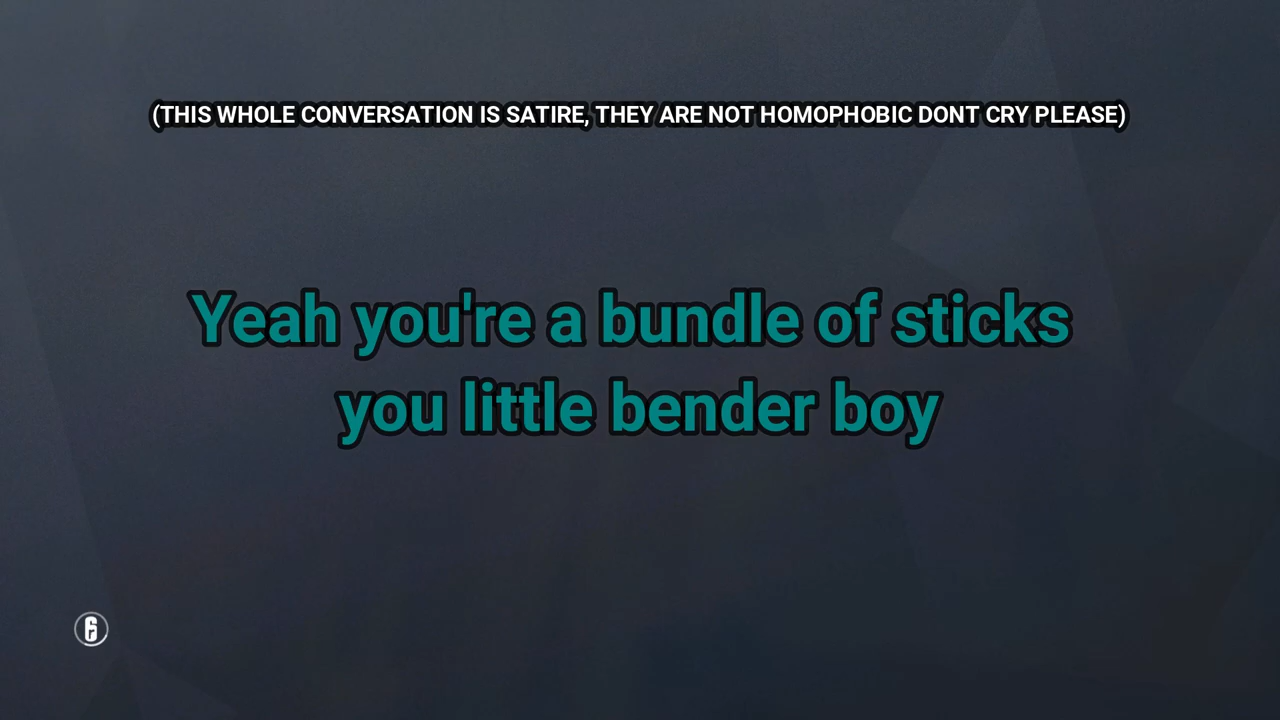 (THIS WHOLE CONVERSATION IS SATIRE, THEY ARE NOT HOMOPHOBIC DONT CRY PLEASE)
Yeah you're a bundle of sticks
you little bender boy
6